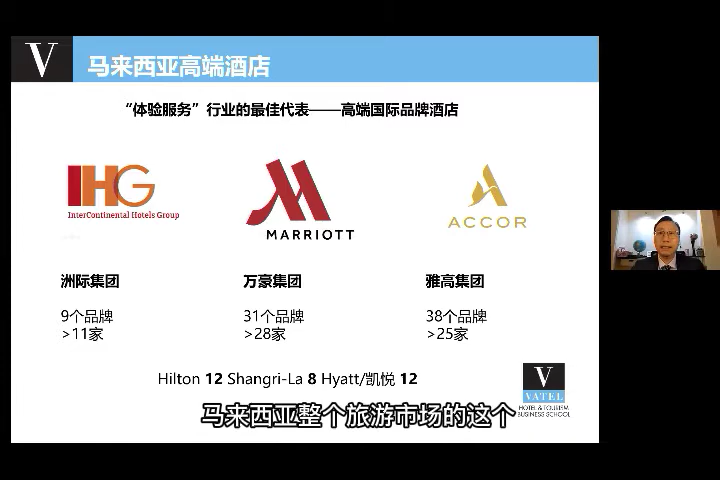 V
马来西亚高端酒店
“体验服务”行业的最佳代表——高端国际品牌酒店
IHG
InterContinental Hotels Group
MARRIOTT
ACCOR
洲际集团
9个品牌
>11家
万豪集团
31个品牌
>28家
雅高集团
38个品牌
>25家
Hilton 12 Shangri-La 8 Hyatt/凯悦 12
V
VATEL
HOTEL & TOURISM
BUSINESS SCHOOL
马来西亚整个旅游市场的这个